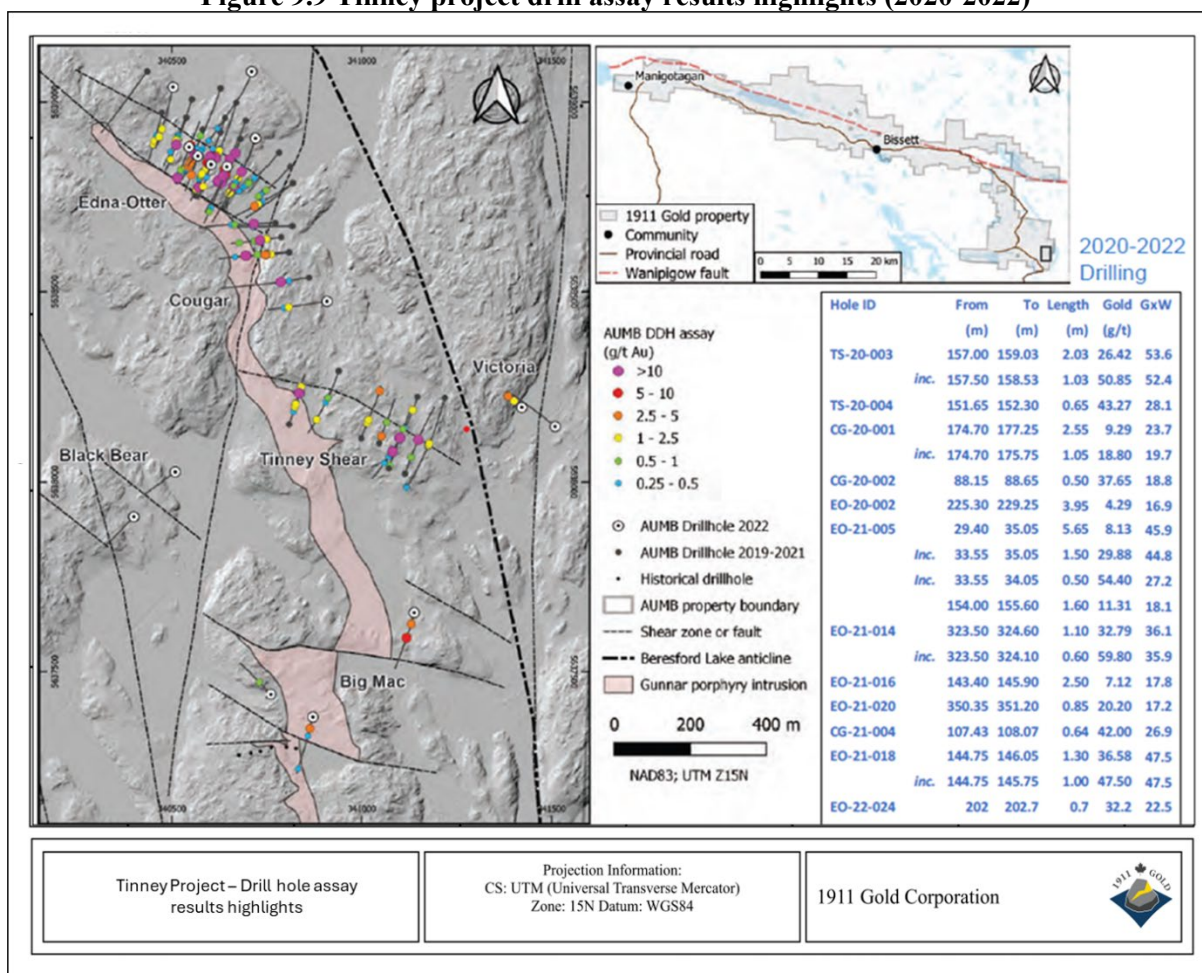 Figure 9.9 Tinney project drill assay results highlights (2020-2022)
340500
341000
341500
5639000
5639000
5638500
5638500
5638000
5638000
5637500
5637500
340500
341000
341500
Edna-Otter
Cougar
Victoria
Tinney Shear
Black Bear
Big Mac
Manigotagan
Bissett
1911 Gold property
Community
Provincial road
Wanipigow fault
0 5 10 15 20 km
2020-2022
Drilling
AUMB DDH assay
(g/t Au)
>10
5 - 10
2.5 - 5
1 - 2.5
0.5 - 1
0.25 - 0.5
AUMB Drillhole 2022
AUMB Drillhole 2019-2021
Historical drillhole
AUMB property boundary
Shear zone or fault
Beresford Lake anticline
Gunnar porphyry intrusion
0 200 400 m
NAD83; UTM Z15N
Hole ID From To Length Gold GxW
(m) (m) (m) (g/t)
TS-20-003 157.00 159.03 2.03 26.42 53.6
inc. 157.50 158.53 1.03 50.85 52.4
TS-20-004 151.65 152.30 0.65 43.27 28.1
CG-20-001 174.70 177.25 2.55 9.29 23.7
inc. 174.70 175.75 1.05 18.80 19.7
CG-20-002 88.15 88.65 0.50 37.65 18.8
EO-20-002 225.30 229.25 3.95 4.29 16.9
EO-21-005 29.40 35.05 5.65 8.13 45.9
Inc. 33.55 35.05 1.50 29.88 44.8
Inc. 33.55 34.05 0.50 54.40 27.2
154.00 155.60 1.60 11.31 18.1
EO-21-014 323.50 324.60 1.10 32.79 36.1
inc. 323.50 324.10 0.60 59.80 35.9
EO-21-016 143.40 145.90 2.50 7.12 17.8
EO-21-020 350.35 351.20 0.85 20.20 17.2
CG-21-004 107.43 108.07 0.64 42.00 26.9
EO-21-018 144.75 146.05 1.30 36.58 47.5
inc. 144.75 145.75 1.00 47.50 47.5
EO-22-024 202 202.7 0.7 32.2 22.5
Tinney Project – Drill hole assay
results highlights
Projection Information:
CS: UTM (Universal Transverse Mercator)
Zone: 15N Datum: WGS84
1911 Gold Corporation
1911 GOLD